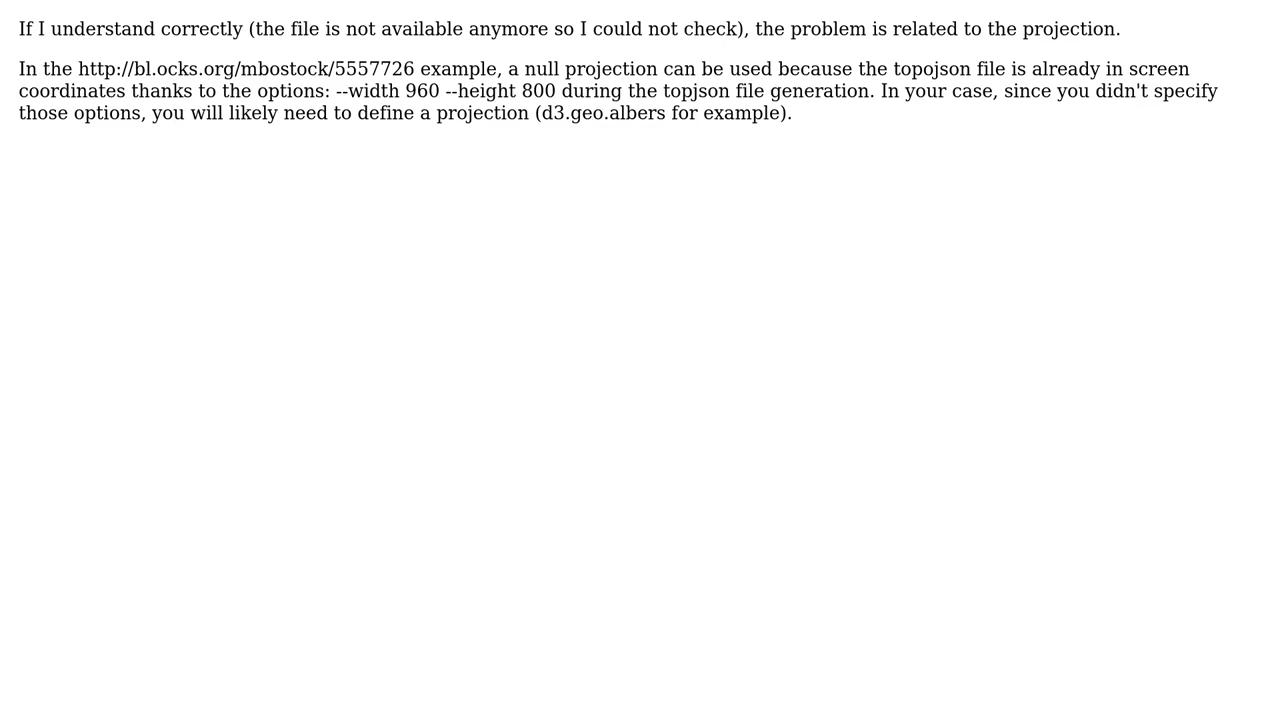 If I understand correctly (the file is not available anymore so I could not check), the problem is related to the projection.
In the http://bl.ocks.org/mbostock/5557726 example, a null projection can be used because the topojson file is already in screen
coordinates thanks to the options: --width 960 --height 800 during the topjson file generation. In your case, since you didn't specify
those options, you will likely need to define a projection (d3.geo.albers for example).